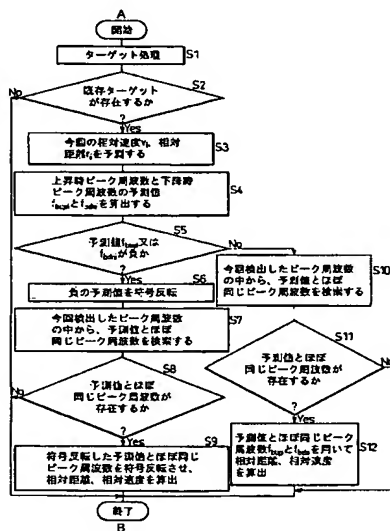 A
開始
ターゲット処理
S1
S2
既存ターゲット
が存在するか
?
No
Yes
今回の相対速度vi、相対
距離riを予測する
S3
上昇時ピーク周波数と下降時
ピーク周波数の予測値
とを算出する
S4
S5
予測値 又は
が負か
?
No
Yes
S6
負の予測値を符号反転
S7
今回検出したピーク周波数
の中から、予測値とほぼ
同じピーク周波数を検索する
S8
予測値とほぼ
同じピーク周波数が
存在するか
?
No
Yes
S9
符号反転した予測値とほぼ同じ
ピーク周波数を符号反転させ、
相対距離、相対速度を算出
今回検出したピーク周波数
の中から、予測値とほぼ
同じピーク周波数を検索する
S10
S11
予測値とほぼ
同じピーク周波数が
存在するか
?
No
Yes
予測値とほぼ同じピーク
周波数fbupとfbdnを用いて
相対距離、相対速度
を算出
S12
終了
B